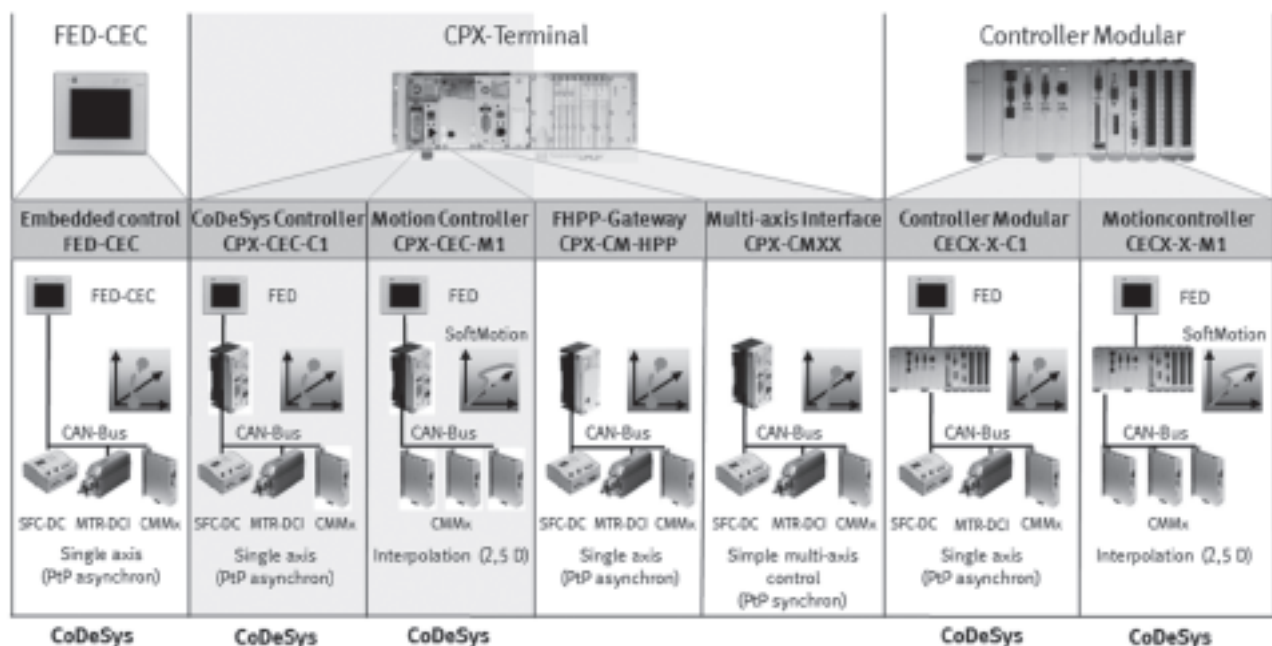 FED-CEC
CPX-Terminal
Controller Modular
Embedded control
FED-CEC
CoDeSys Controller
CPX-CEC-C1
Motion Controller
CPX-CEC-M1
FHPP-Gateway
CPX-CM-HPP
Multi-axis Interface
CPX-CMXX
Controller Modular
CECX-X-C1
Motioncontroller
CECX-X-M1
FED-CEC
CAN-Bus
SFC-DC MTR-DCI CMMx
Single axis
(PtP asynchron)
CoDeSys
FED
CAN-Bus
SFC-DC MTR-DCI CMMx
Single axis
(PtP asynchron)
CoDeSys
FED
SoftMotion
CAN-Bus
CMMx
Interpolation (2,5 D)
CoDeSys
CAN-Bus
SFC-DC MTR-DCI CMMx
Single axis
(PtP asynchron)
CAN-Bus
SFC-DC MTR-DCI CMMx
Simple multi-axis
control
(PtP synchron)
FED
CAN-Bus
SFC-DC MTR-DCI CMMx
Single axis
(PtP asynchron)
CoDeSys
FED
SoftMotion
CAN-Bus
CMMx
Interpolation (2,5 D)
CoDeSys